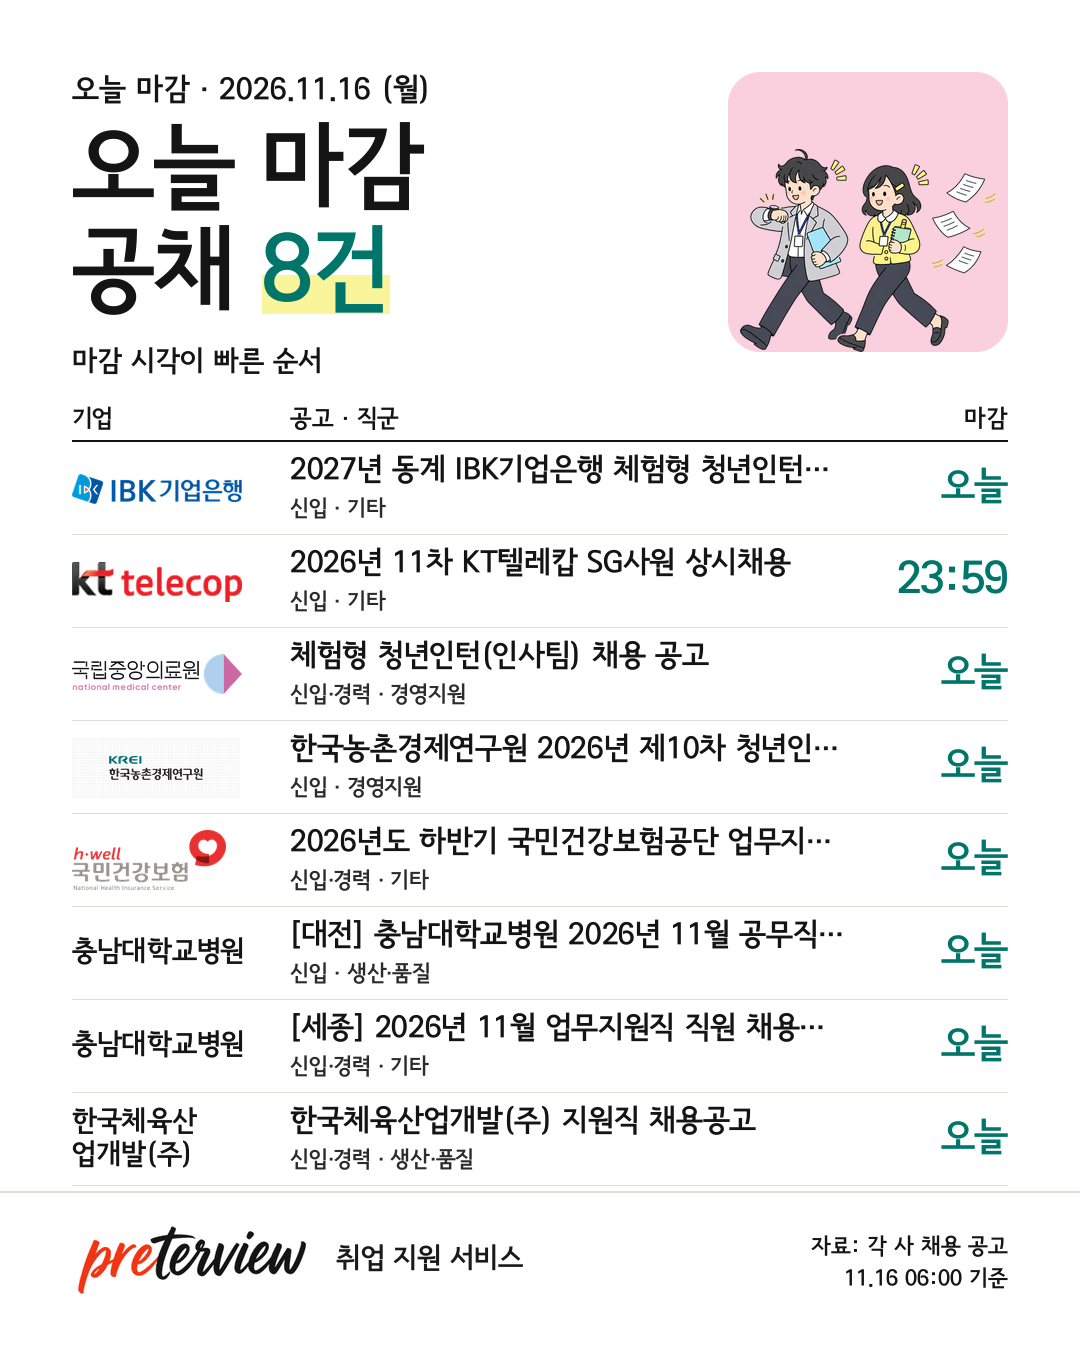 오늘 마감 · 2026.11.16 (월)
오늘 마감
공채 8건
마감 시각이 빠른 순서
기업 공고 · 직군 마감
IBK기업은행 2027년 동계 IBK기업은행 체험형 청년인턴… 오늘
신입 · 기타
kt telecop 2026년 11차 KT텔레캅 SG사원 상시채용 23:59
신입 · 기타
국립중앙의료원 체험형 청년인턴(인사팀) 채용 공고 오늘
national medical center 신입·경력 · 경영지원
KREI 한국농촌경제연구원 2026년 제10차 청년인… 오늘
한국농촌경제연구원 신입 · 경영지원
h·well 2026년도 하반기 국민건강보험공단 업무지… 오늘
국민건강보험 신입·경력 · 기타
National Health Insurance Service
충남대학교병원 [대전] 충남대학교병원 2026년 11월 공무직… 오늘
신입 · 생산·품질
충남대학교병원 [세종] 2026년 11월 업무지원직 직원 채용… 오늘
신입·경력 · 기타
한국체육산 한국체육산업개발(주) 지원직 채용공고 오늘
업개발(주) 신입·경력 · 생산·품질
preterview 취업 지원 서비스 자료: 각 사 채용 공고
11.16 06:00 기준